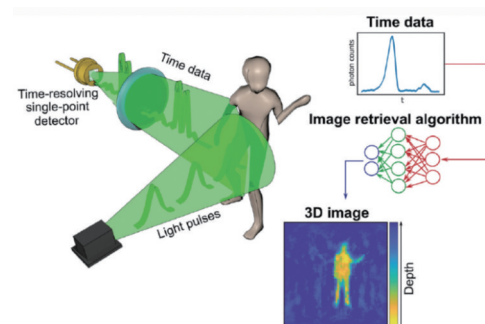 Time data
Time-resolving
single-point
detector
Light pulses
Time data
photon counts
t
Image retrieval algorithm
3D image
Depth